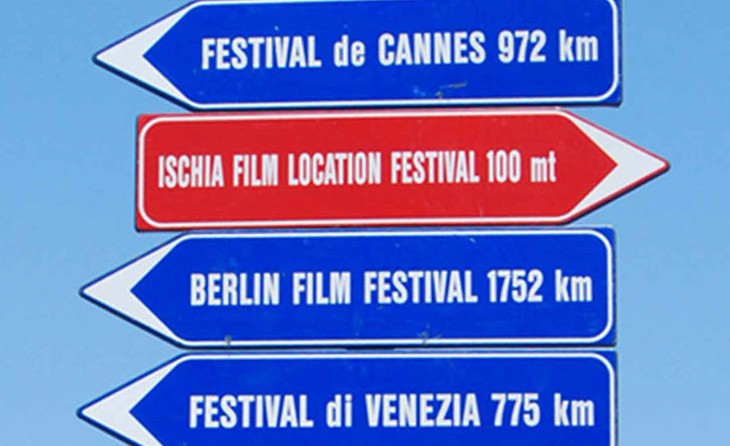 FESTIVAL de CANNES 972 km
ISCHIA FILM LOCATION FESTIVAL 100 mt
BERLIN FILM FESTIVAL 1752 km
FESTIVAL di VENEZIA 775 km